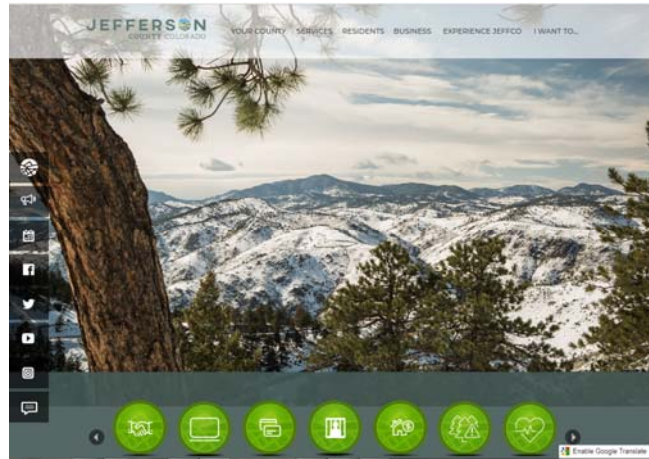 JEFFERSON
COUNTY COLORADO
YOUR COUNTY SERVICES RESIDENTS BUSINESS EXPERIENCE JEFFCO I WANT TO...
Enable Google Translate